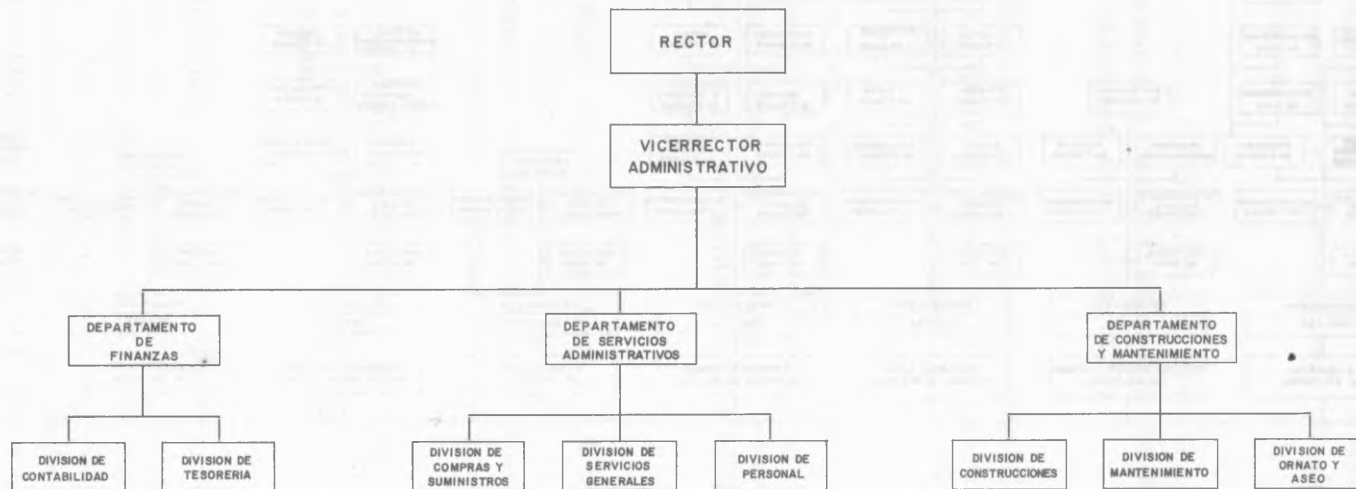 RECTOR
VICERRECTOR
ADMINISTRATIVO
DEPARTAMENTO
DE
FINANZAS
DEPARTAMENTO
DE SERVICIOS
ADMINISTRATIVOS
DEPARTAMENTO
DE CONSTRUCCIONES
Y MANTENIMIENTO
DIVISION DE
CONTABILIDAD
DIVISION DE
TESORERIA
DIVISION DE
COMPRAS Y
SUMINISTROS
DIVISION DE
SERVICIOS
GENERALES
DIVISION DE
PERSONAL
DIVISION DE
CONSTRUCCIONES
DIVISION DE
MANTENIMIENTO
DIVISION DE
ORNATO Y
ASEO